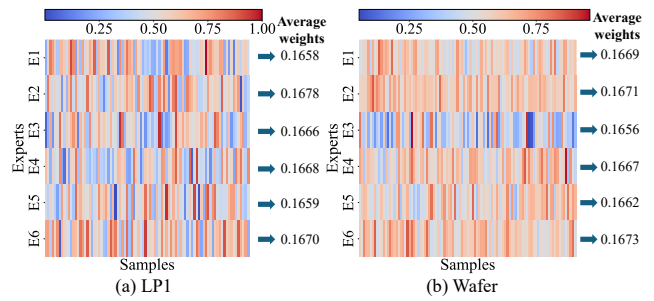 0.25 0.50 0.75 1.00
Average
weights
E1
E2
E3
E4
E5
E6
Experts
0.1658
0.1678
0.1666
0.1668
0.1659
0.1670
Samples
(a) LP1
0.25 0.50 0.75
Average
weights
E1
E2
E3
E4
E5
E6
Experts
0.1669
0.1671
0.1656
0.1667
0.1662
0.1673
Samples
(b) Wafer